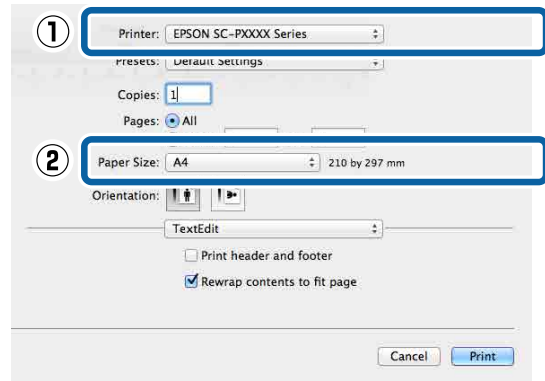 ①
Printer: EPSON SC-PXXXX Series
Presets: Default Settings
Copies: 1
Pages: All
②
Paper Size: A4 210 by 297 mm
Orientation:
TextEdit
Print header and footer
Rewrap contents to fit page
Cancel Print